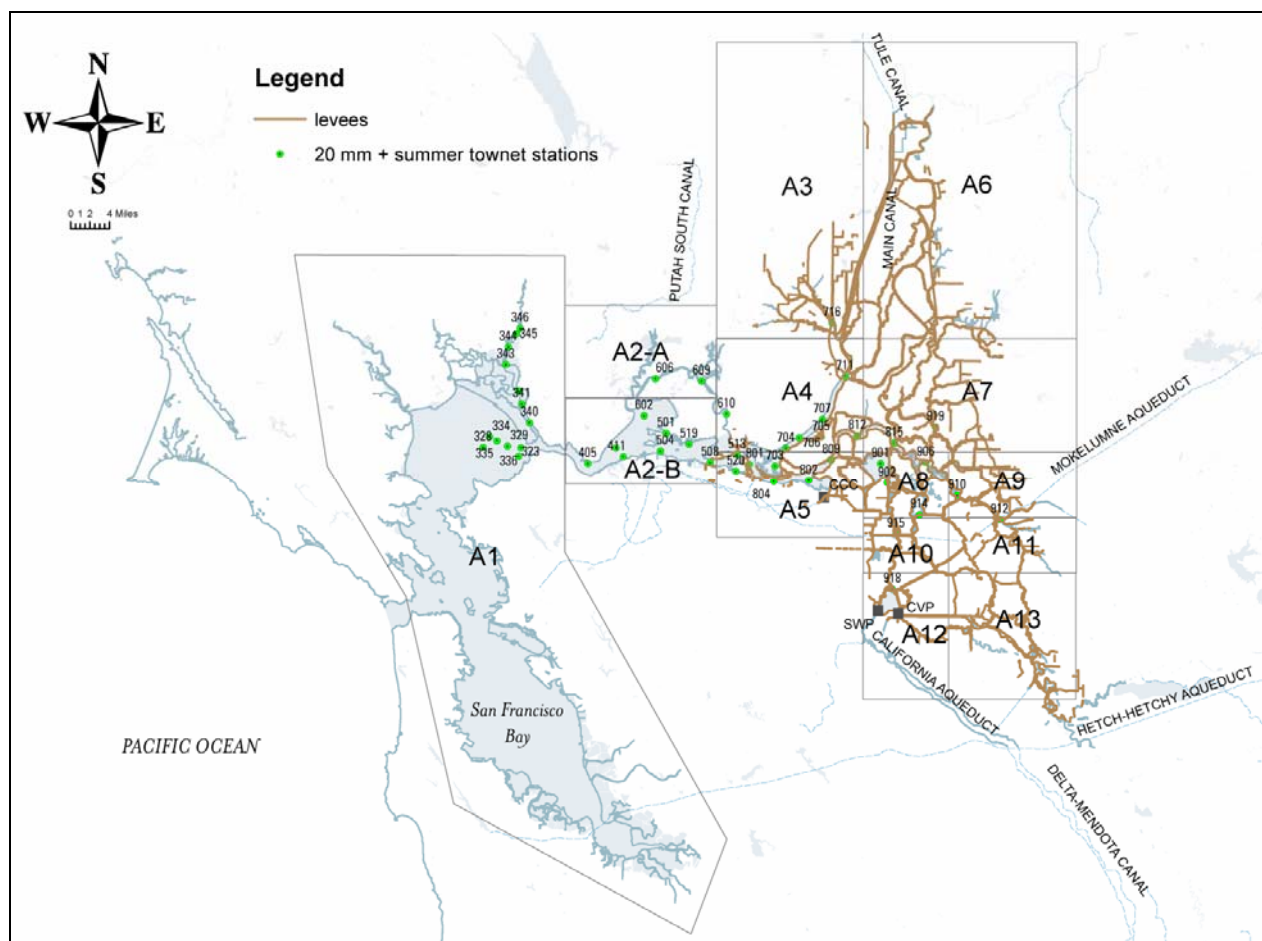 N
W
E
S
0 1 2 4 Miles
Legend
levees
20 mm + summer townet stations
TULE CANAL
A3
A6
MAIN CANAL
PUTAH SOUTH CANAL
716
346
345
344
343
A2-A
606
609
711
A4
A7
341
340
602
610
707
705
919
MOKELUMNE AQUEDUCT
334
328
329
335
323
336
501
411
504
519
405
A2-B
508
513
520
801
703
704
706
812
815
809
802
804
901
906
902
CCC
A5
A8
A9
910
914
912
915
A1
A10
A11
918
SWP
CVP
A12
A13
CALIFORNIA AQUEDUCT
HETCH-HETCHY AQUEDUCT
San Francisco
Bay
PACIFIC OCEAN
DELTA-MENDOTA CANAL